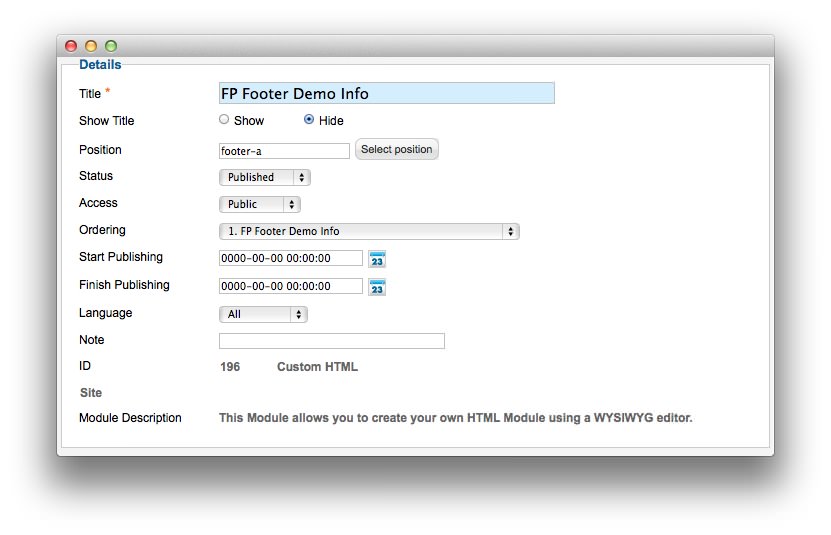 Details
Title * FP Footer Demo Info
Show Title Show Hide
Position footer-a Select position
Status Published
Access Public
Ordering 1. FP Footer Demo Info
Start Publishing 0000-00-00 00:00:00 23
Finish Publishing 0000-00-00 00:00:00 23
Language All
Note
ID 196 Custom HTML
Site
Module Description This Module allows you to create your own HTML Module using a WYSIWYG editor.